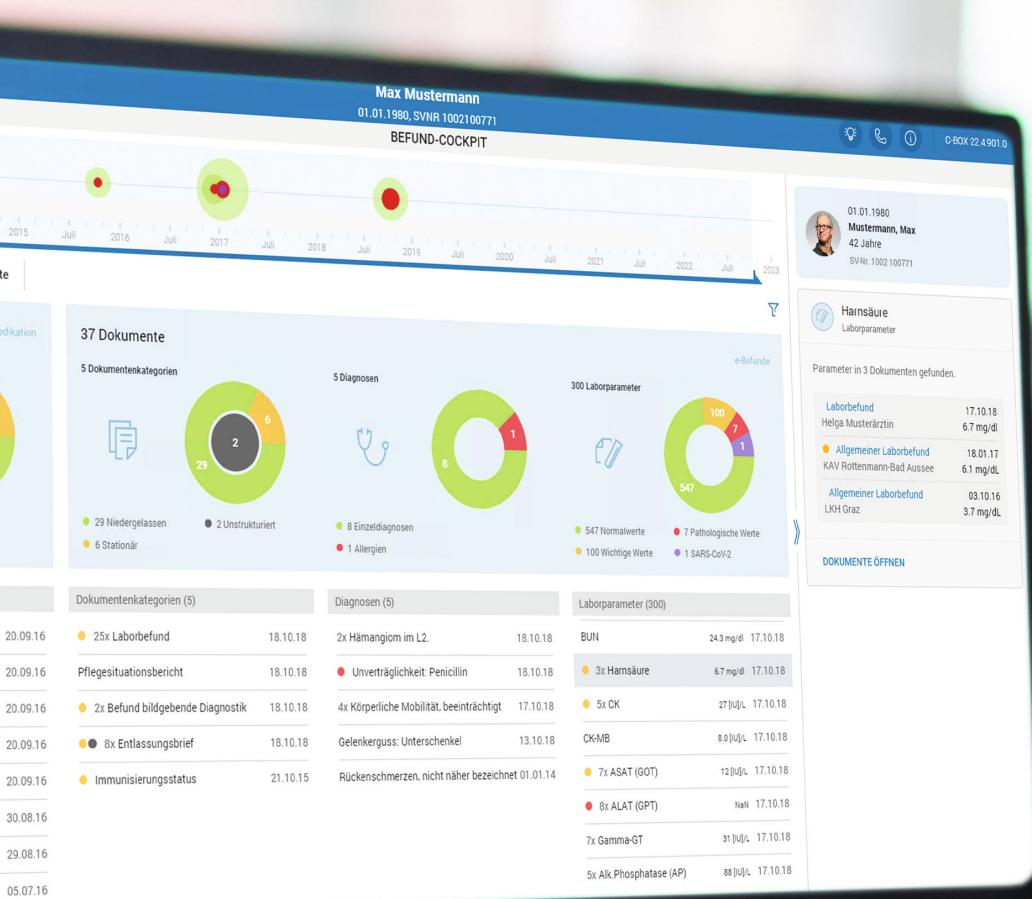 Max Mustermann
01.01.1980, SVNR 1002100771
C-BOX 22.4.901.0
BEFUND-COCKPIT
2015
Juli
2016
Juli
2017
Juli
2018
Juli
2019
Juli
2020
Juli
2021
Juli
2022
Juli
2023
te
edikation
37 Dokumente
e-Befunde
5 Dokumentenkategorien
6
2
29
29 Niedergelassen
2 Unstrukturiert
6 Stationär
5 Diagnosen
1
8
8 Einzeldiagnosen
1 Allergien
300 Laborparameter
100
7
1
547
547 Normalwerte
7 Pathologische Werte
100 Wichtige Werte
1 SARS-CoV-2
20.09.16
20.09.16
20.09.16
20.09.16
20.09.16
30.08.16
29.08.16
05.07.16
Dokumentenkategorien (5)
25x Laborbefund 18.10.18
Pflegesituationsbericht 18.10.18
2x Befund bildgebende Diagnostik 18.10.18
8x Entlassungsbrief 18.10.18
Immunisierungsstatus 21.10.15
Diagnosen (5)
2x Hämangiom im L2. 18.10.18
Unverträglichkeit: Penicillin 18.10.18
4x Körperliche Mobilität, beeinträchtigt 17.10.18
Gelenkerguss: Unterschenkel 13.10.18
Rückenschmerzen, nicht näher bezeichnet 01.01.14
Laborparameter (300)
BUN 24.3 mg/dl 17.10.18
3x Harnsäure 6.7 mg/dl 17.10.18
5x CK 27 [IU]/L 17.10.18
CK-MB 8.0 [IU]/L 17.10.18
7x ASAT (GOT) 12 [IU]/L 17.10.18
8x ALAT (GPT) NaN 17.10.18
7x Gamma-GT 31 [IU]/L 17.10.18
5x Alk.Phosphatase (AP) 88 [IU]/L 17.10.18
01.01.1980
Mustermann, Max
42 Jahre
SV-Nr. 1002 100771
Harnsäure
Laborparameter
Parameter in 3 Dokumenten gefunden.
Laborbefund 17.10.18
Helga Musterärztin 6.7 mg/dl
Allgemeiner Laborbefund 18.01.17
KAV Rottenmann-Bad Aussee 6.1 mg/dL
Allgemeiner Laborbefund 03.10.16
LKH Graz 3.7 mg/dL
DOKUMENTE ÖFFNEN